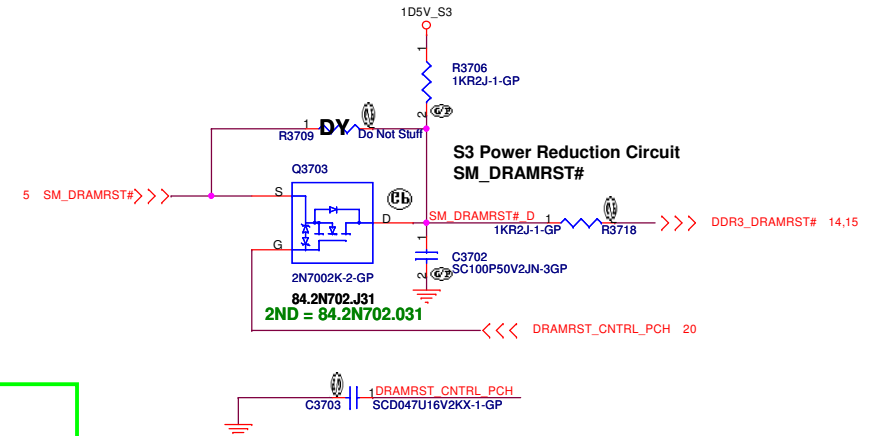 1D5V_S3
1
R3706
1KR2J-1-GP
2
1
DY
R3709
Do Not Stuff
S3 Power Reduction Circuit
SM_DRAMRST#
Q3703
5 SM_DRAMRST#
S
D
G
SM_DRAMRST#_D
1
1KR2J-1-GP
R3718
DDR3_DRAMRST# 14,15
1
C3702
SC100P50V2JN-3GP
2
2N7002K-2-GP
84.2N702.J31
2ND = 84.2N702.031
DRAMRST_CNTRL_PCH 20
1
DRAMRST_CNTRL_PCH
C3703
SCD047U16V2KX-1-GP